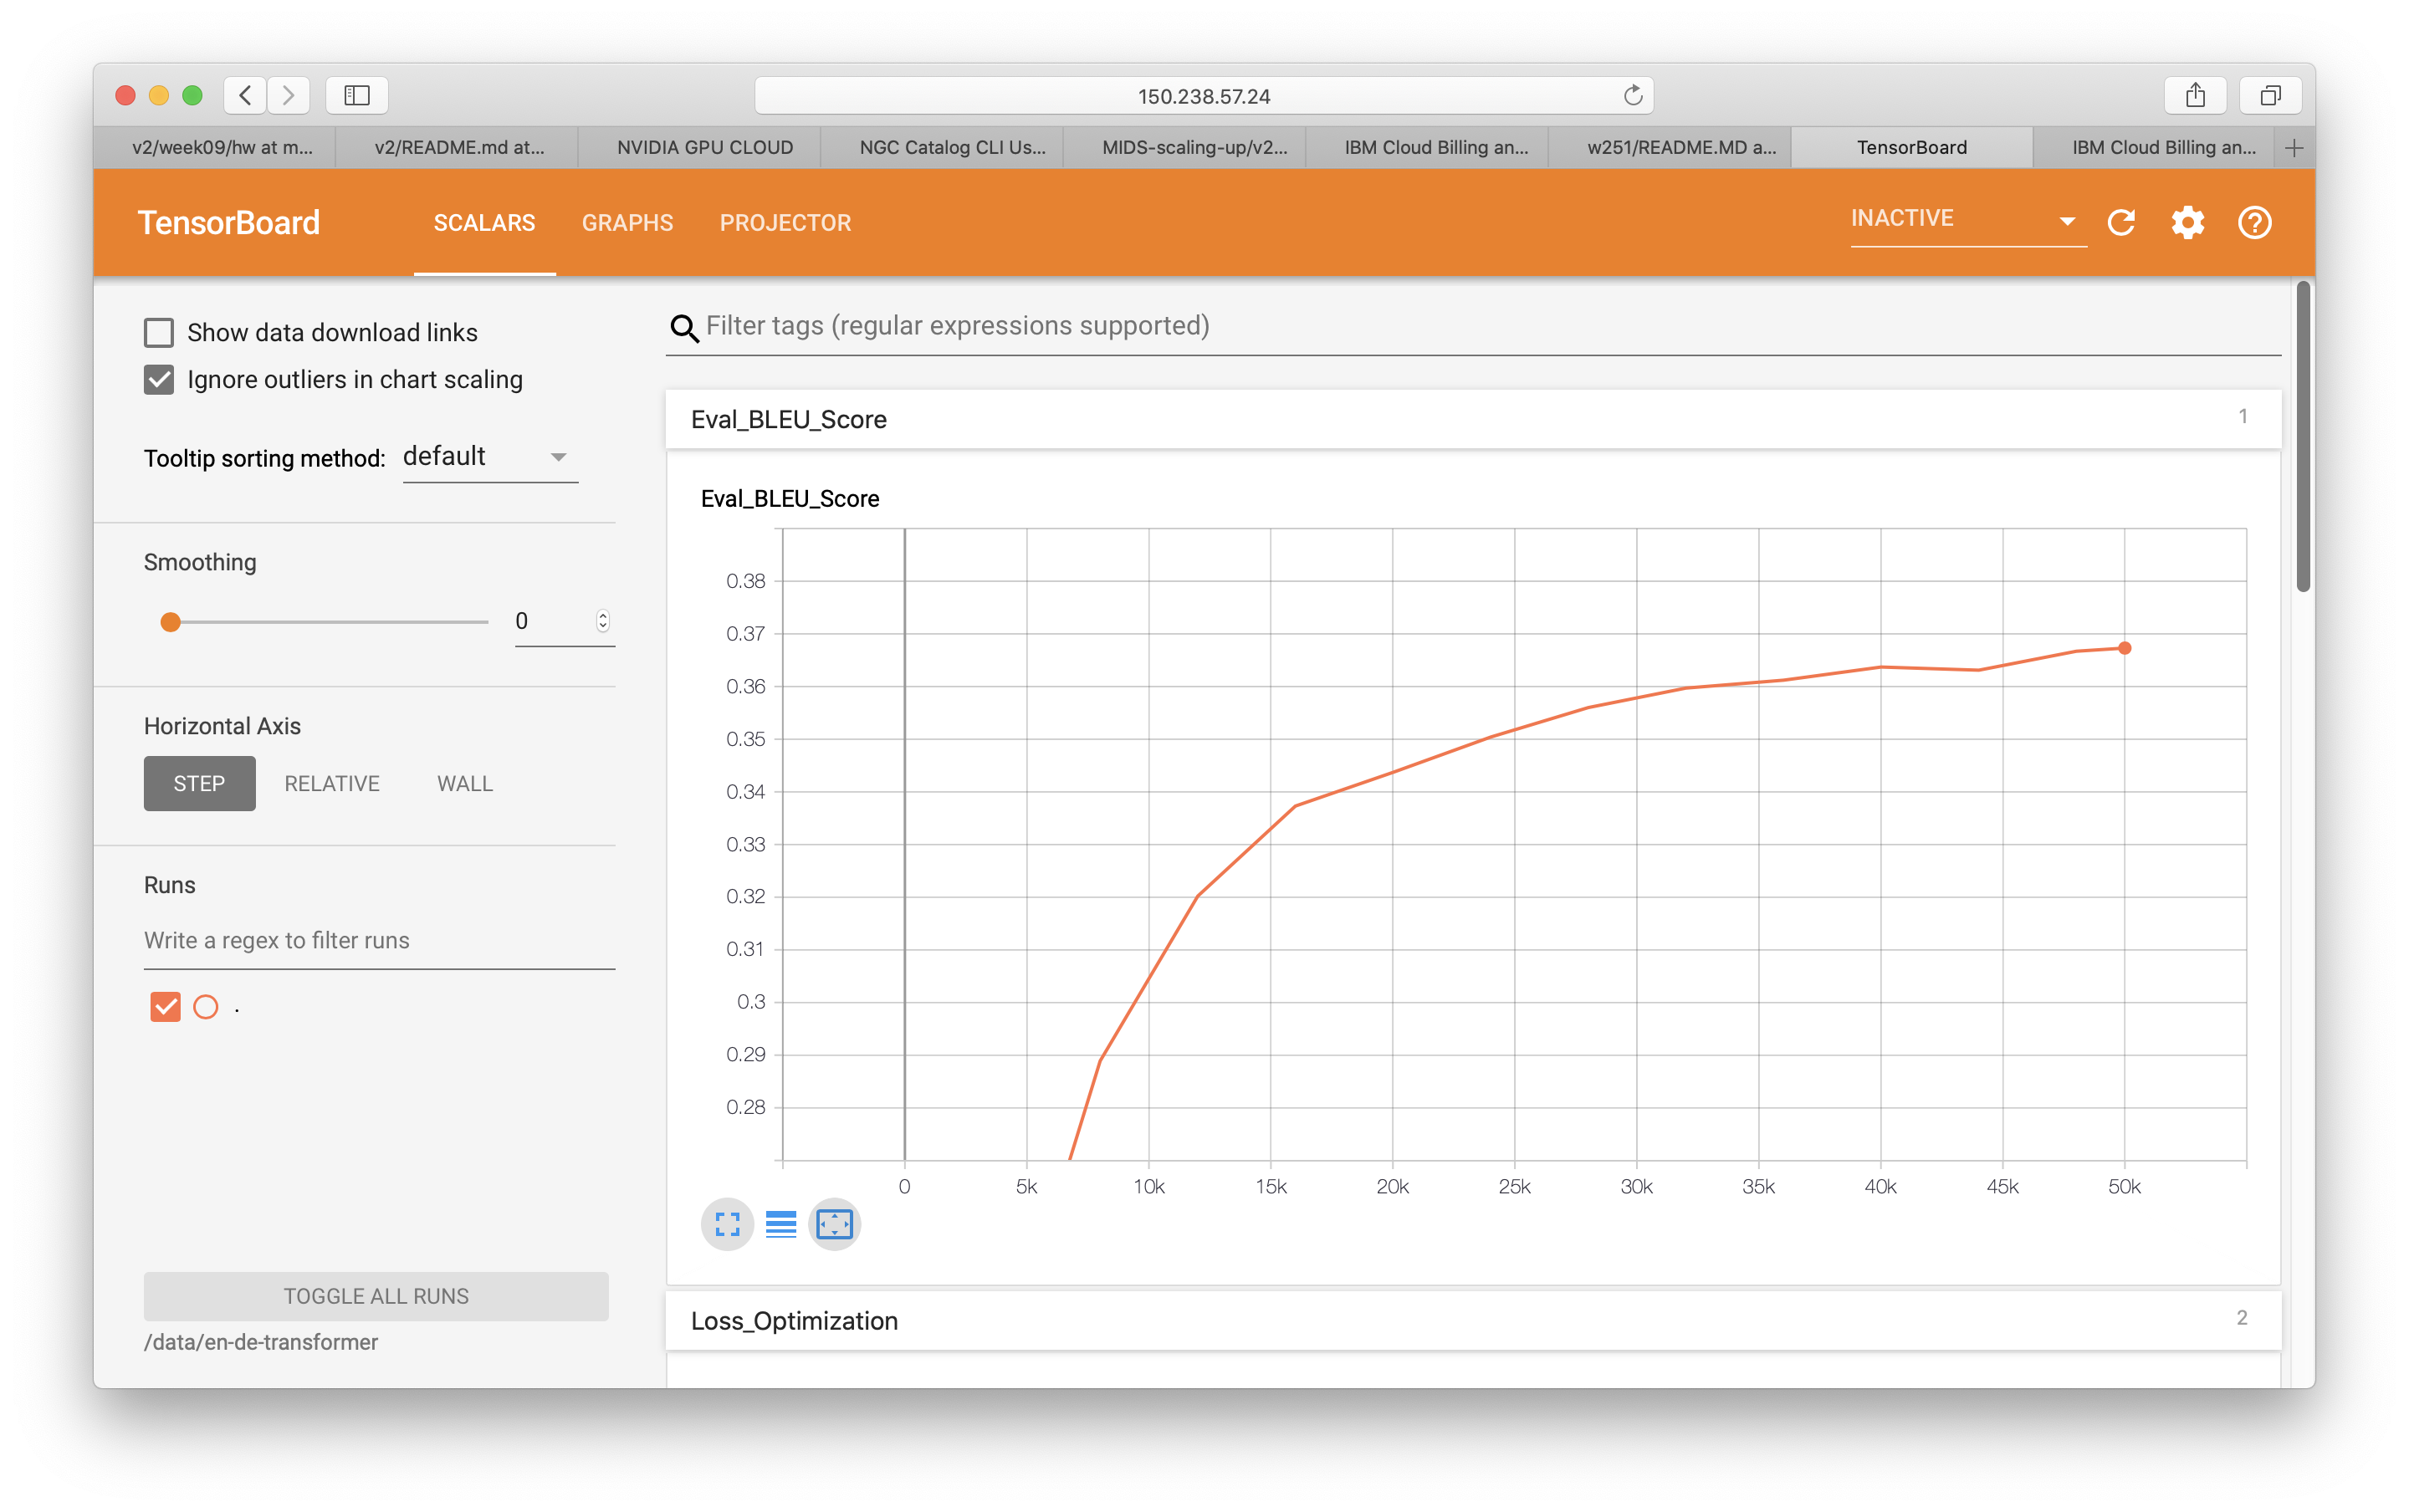 150.238.57.24
v2/week09/hw at m...
v2/README.md at...
NVIDIA GPU CLOUD
NGC Catalog CLI Us...
MIDS-scaling-up/v2...
IBM Cloud Billing an...
w251/README.MD a...
TensorBoard
IBM Cloud Billing an...
TensorBoard
SCALARS
GRAPHS
PROJECTOR
INACTIVE
Show data download links
Ignore outliers in chart scaling
Tooltip sorting method: default
Smoothing
0
Horizontal Axis
STEP
RELATIVE
WALL
Runs
Write a regex to filter runs
.
TOGGLE ALL RUNS
/data/en-de-transformer
Filter tags (regular expressions supported)
Eval_BLEU_Score
1
Eval_BLEU_Score
0.38
0.37
0.36
0.35
0.34
0.33
0.32
0.31
0.3
0.29
0.28
0
5k
10k
15k
20k
25k
30k
35k
40k
45k
50k
Loss_Optimization
2